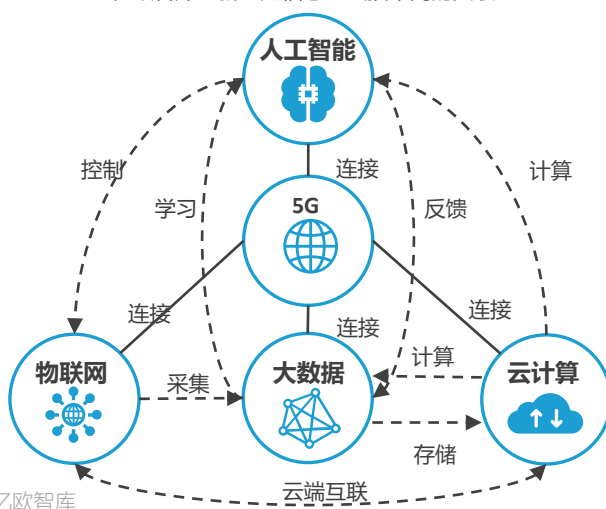 人工智能
控制
连接
计算
学习
5G
反馈
连接
连接
连接
物联网
大数据
计算
云计算
采集
存储
云端互联
亿欧智库